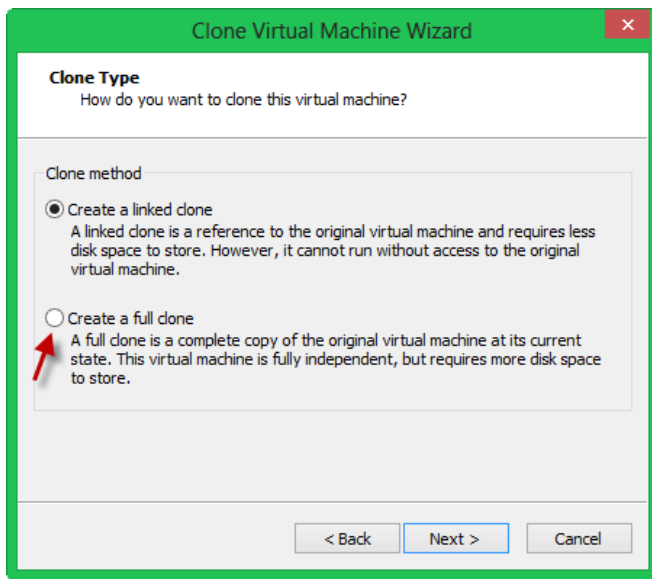 Clone Virtual Machine Wizard
Clone Type
How do you want to clone this virtual machine?
Clone method
Create a linked clone
A linked clone is a reference to the original virtual machine and requires less
disk space to store. However, it cannot run without access to the original
virtual machine.
Create a full clone
A full clone is a complete copy of the original virtual machine at its current
state. This virtual machine is fully independent, but requires more disk space
to store.
< Back Next > Cancel